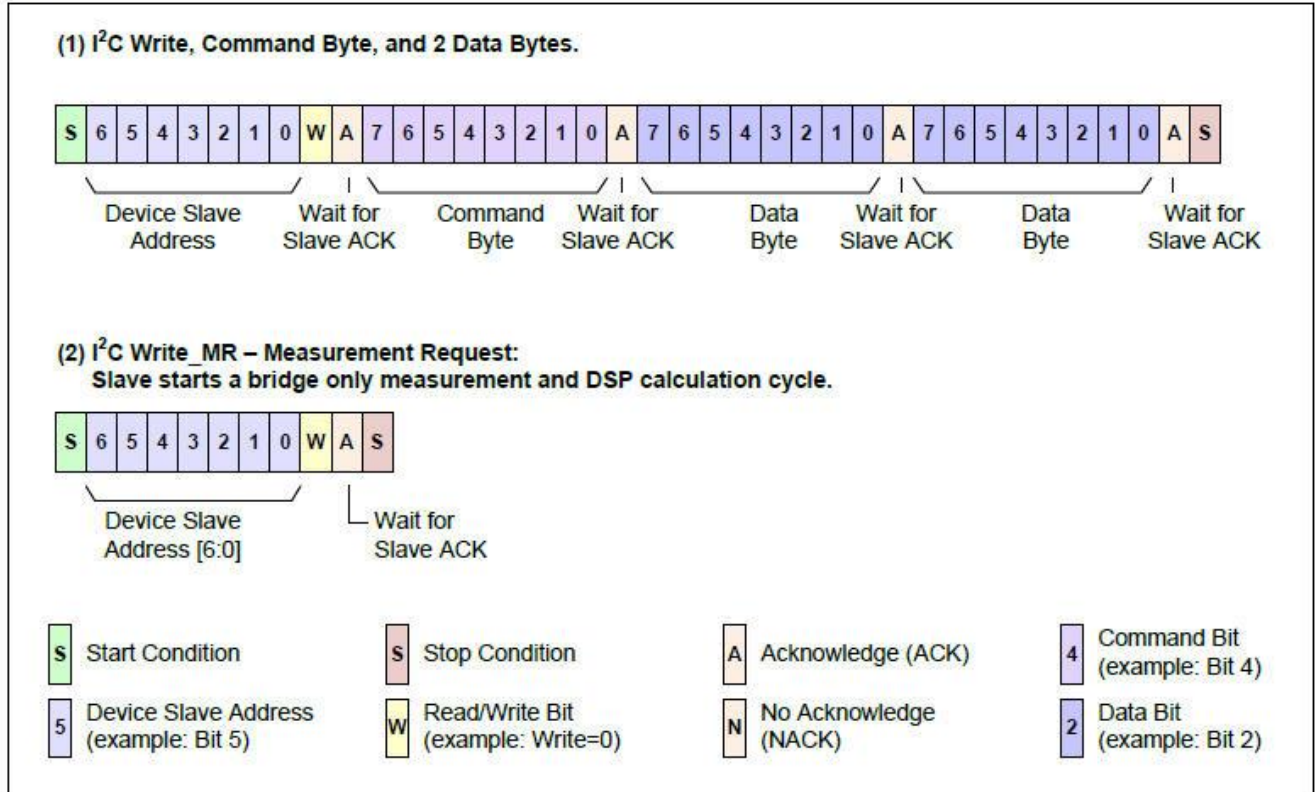 (1) I²C Write, Command Byte, and 2 Data Bytes.
S 6 5 4 3 2 1 0 W A 7 6 5 4 3 2 1 0 A 7 6 5 4 3 2 1 0 A 7 6 5 4 3 2 1 0 A S
Device Slave Wait for Command Wait for Data Wait for Data Wait for
Address Slave ACK Byte Slave ACK Byte Slave ACK Byte Slave ACK
(2) I²C Write_MR – Measurement Request:
Slave starts a bridge only measurement and DSP calculation cycle.
S 6 5 4 3 2 1 0 W A S
Device Slave Wait for
Address [6:0] Slave ACK
S Start Condition S Stop Condition A Acknowledge (ACK) 4 Command Bit
(example: Bit 4)
5 Device Slave Address W Read/Write Bit N No Acknowledge 2 Data Bit
(example: Bit 5) (example: Write=0) (NACK) (example: Bit 2)